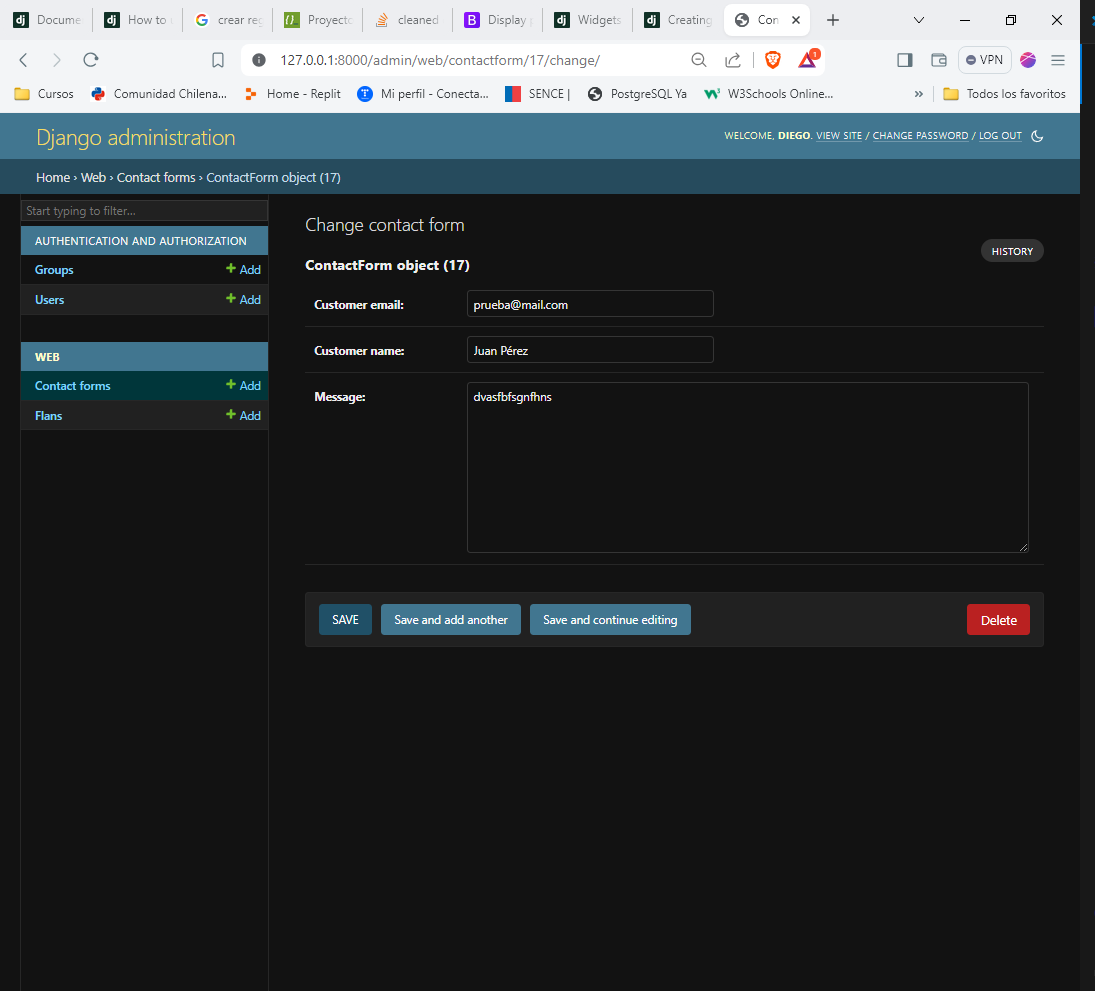 Docume
How to
crear re
Proyecto
cleaned
Display
Widgets
Creating
Con
127.0.0.1:8000/admin/web/contactform/17/change/
1
VPN
Cursos
Comunidad Chilena...
Home - Replit
Mi perfil - Conecta...
SENCE |
PostgreSQL Ya
W3Schools Online...
»
Todos los favoritos
Django administration
WELCOME, DIEGO. VIEW SITE / CHANGE PASSWORD / LOG OUT
Home › Web › Contact forms › ContactForm object (17)
Start typing to filter...
AUTHENTICATION AND AUTHORIZATION
Groups + Add
Users + Add
WEB
Contact forms + Add
Flans + Add
Change contact form
HISTORY
ContactForm object (17)
Customer email: prueba@mail.com
Customer name: Juan Pérez
Message: dvasfbfsgnfhns
SAVE
Save and add another
Save and continue editing
Delete